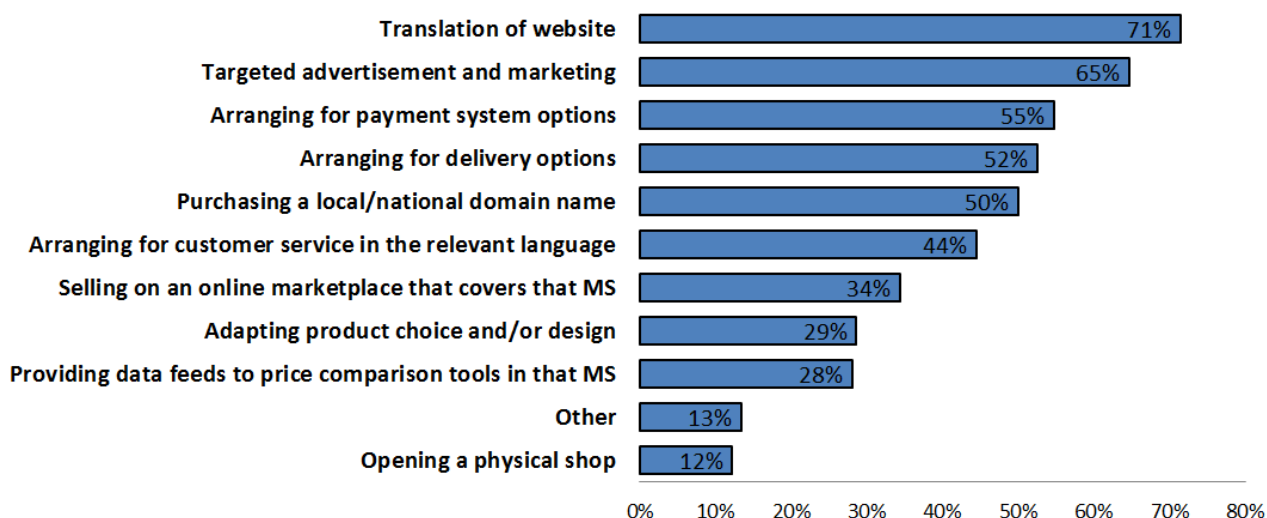 Translation of website 71%
Targeted advertisement and marketing 65%
Arranging for payment system options 55%
Arranging for delivery options 52%
Purchasing a local/national domain name 50%
Arranging for customer service in the relevant language 44%
Selling on an online marketplace that covers that MS 34%
Adapting product choice and/or design 29%
Providing data feeds to price comparison tools in that MS 28%
Other 13%
Opening a physical shop 12%
0% 10% 20% 30% 40% 50% 60% 70% 80%